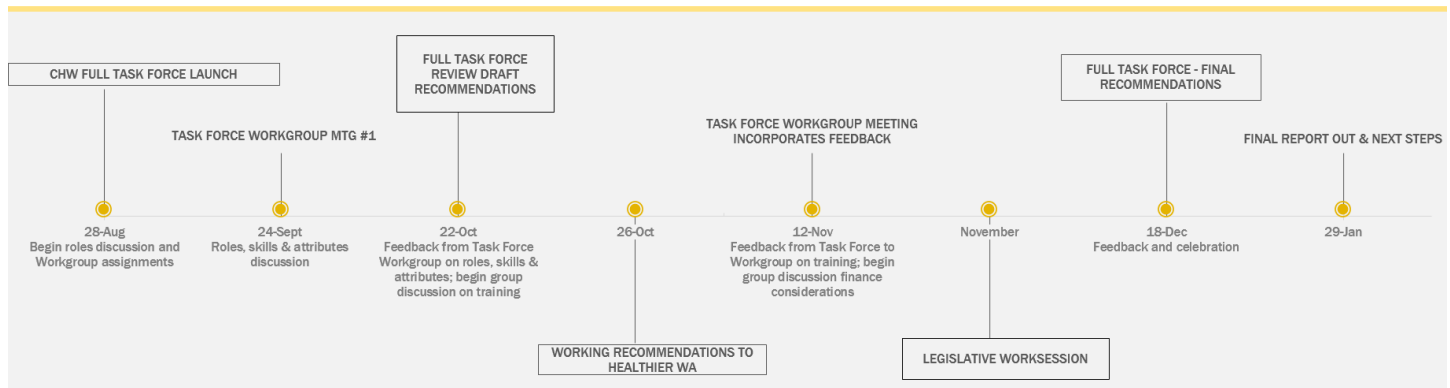 CHW FULL TASK FORCE LAUNCH
28-Aug
Begin roles discussion and
Workgroup assignments
TASK FORCE WORKGROUP MTG #1
24-Sept
Roles, skills & attributes
discussion
FULL TASK FORCE
REVIEW DRAFT
RECOMMENDATIONS
22-Oct
Feedback from Task Force
Workgroup on roles, skills &
attributes; begin group
discussion on training
26-Oct
WORKING RECOMMENDATIONS TO
HEALTHIER WA
TASK FORCE WORKGROUP MEETING
INCORPORATES FEEDBACK
12-Nov
Feedback from Task Force to
Workgroup on training; begin
group discussion finance
considerations
November
LEGISLATIVE WORKSESSION
FULL TASK FORCE - FINAL
RECOMMENDATIONS
18-Dec
Feedback and celebration
FINAL REPORT OUT & NEXT STEPS
29-Jan